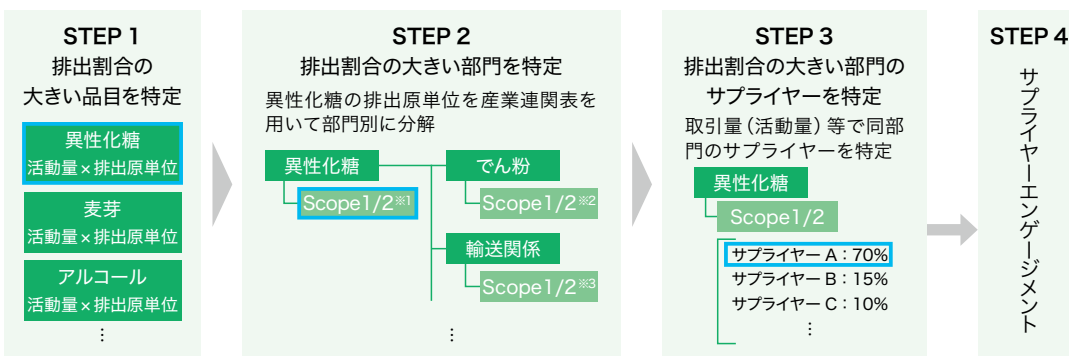 STEP 1
排出割合の
大きい品目を特定
異性化糖
活動量×排出原単位
麦芽
活動量×排出原単位
アルコール
活動量×排出原単位
⋮
STEP 2
排出割合の大きい部門を特定
異性化糖の排出原単位を産業連関表を
用いて部門別に分解
異性化糖
Scope1/2※1
でん粉
Scope1/2※2
輸送関係
Scope1/2※3
⋮
STEP 3
排出割合の大きい部門の
サプライヤーを特定
取引量(活動量)等で同部
門のサプライヤーを特定
異性化糖
Scope1/2
サプライヤー A:70%
サプライヤー B:15%
サプライヤー C:10%
⋮
STEP 4
サプライヤーエンゲージメント